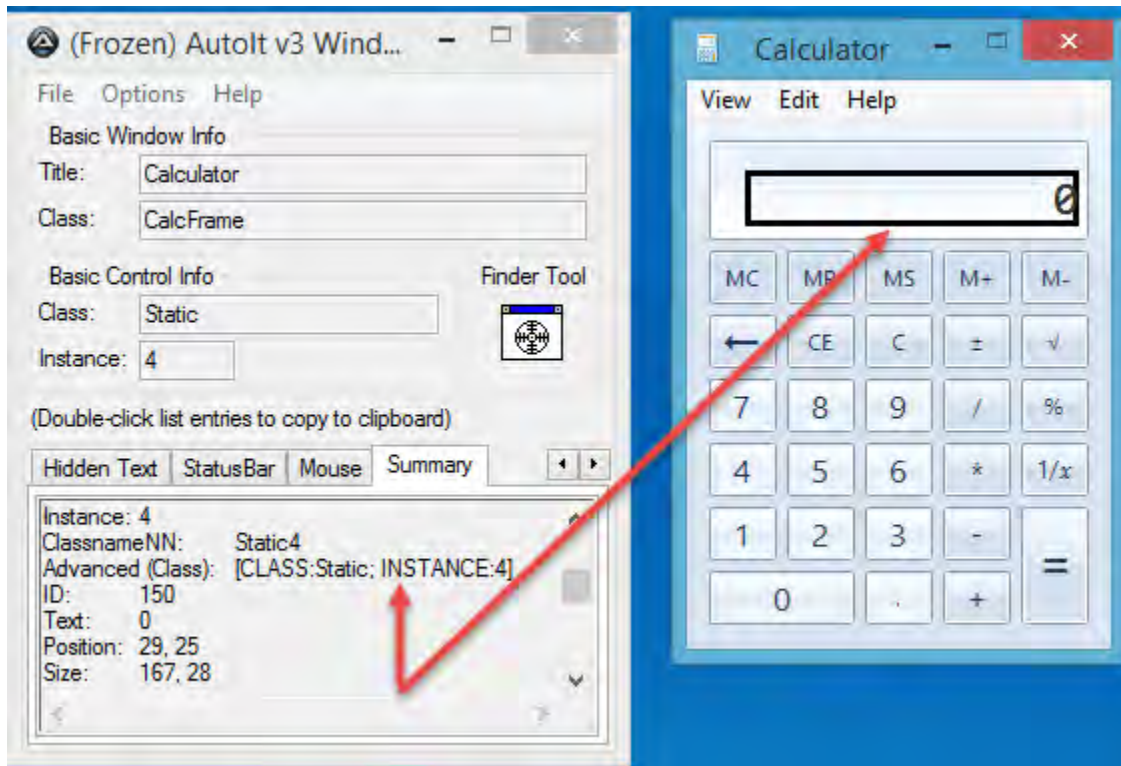 (Frozen) AutoIt v3 Wind...
File Options Help
Basic Window Info
Title: Calculator
Class: CalcFrame
Basic Control Info
Finder Tool
Class: Static
Instance: 4
(Double-click list entries to copy to clipboard)
Hidden Text StatusBar Mouse Summary
Instance: 4
ClassnameNN: Static4
Advanced (Class): [CLASS:Static; INSTANCE:4]
ID: 150
Text: 0
Position: 29, 25
Size: 167, 28
Calculator
View Edit Help
0
MC MR MS M+ M-
← CE C ± √
7 8 9 / %
4 5 6 * 1/x
1 2 3 - =
0 . +